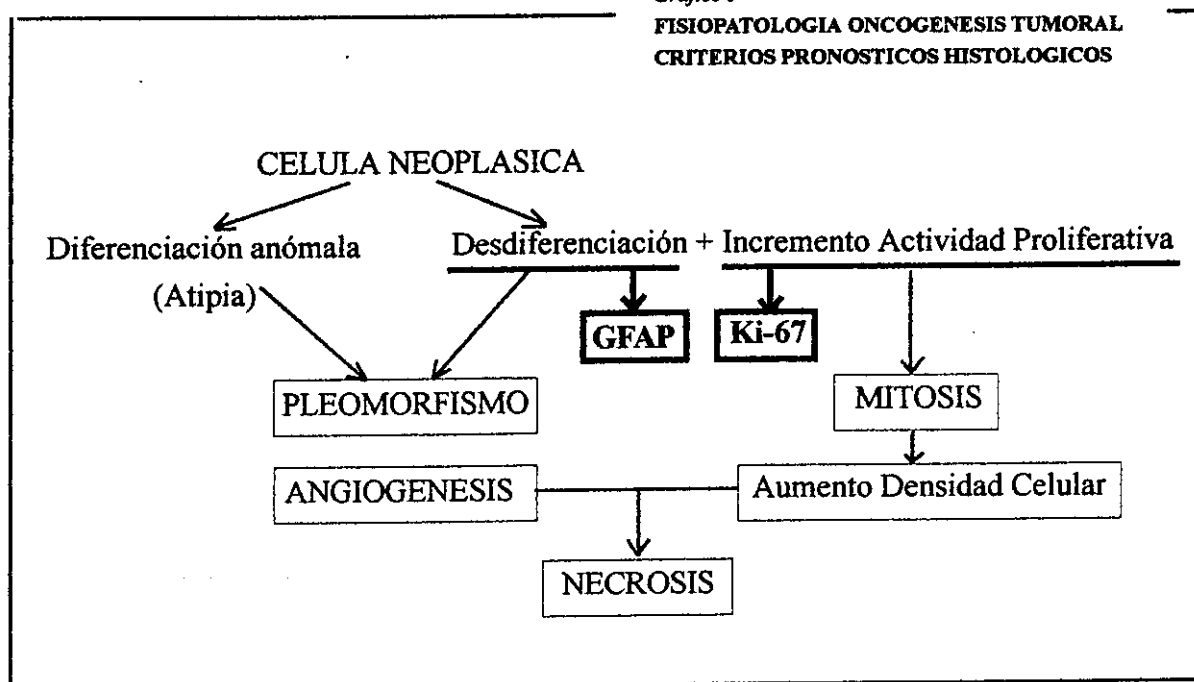 FISIOPATOLOGIA ONCOGENESIS TUMORAL
CRITERIOS PRONOSTICOS HISTOLOGICOS
CELULA NEOPLASICA
Diferenciación anómala
(Atipia)
Desdiferenciación + Incremento Actividad Proliferativa
GFAP
Ki-67
PLEOMORFISMO
MITOSIS
ANGIOGENESIS
Aumento Densidad Celular
NECROSIS